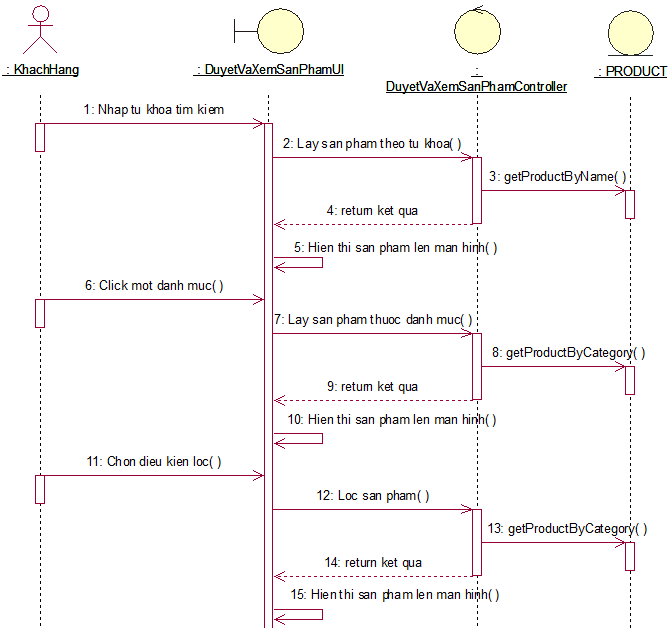 : KhachHang
: DuyetVaXemSanPhamUI
:
DuyetVaXemSanPhamController
: PRODUCT
1: Nhap tu khoa tim kiem
2: Lay san pham theo tu khoa( )
3: getProductByName( )
4: return ket qua
5: Hien thi san pham len man hinh( )
6: Click mot danh muc( )
7: Lay san pham thuoc danh muc( )
8: getProductByCategory( )
9: return ket qua
10: Hien thi san pham len man hinh( )
11: Chon dieu kien loc( )
12: Loc san pham( )
13: getProductByCategory( )
14: return ket qua
15: Hien thi san pham len man hinh( )